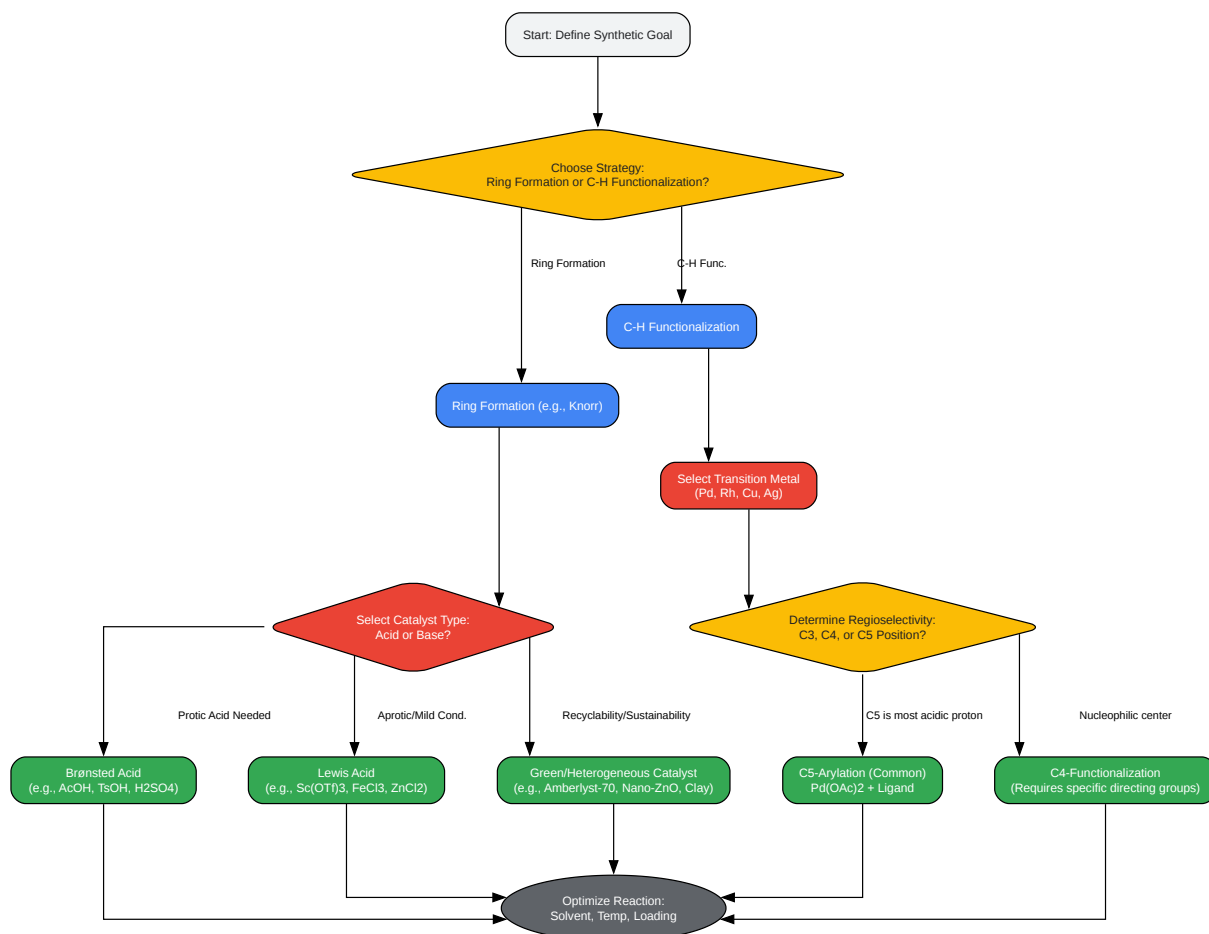 Start: Define Synthetic Goal
Choose Strategy:
Ring Formation or C-H Functionalization?
Ring Formation
C-H Func.
C-H Functionalization
Ring Formation (e.g., Knorr)
Select Transition Metal
(Pd, Rh, Cu, Ag)
Select Catalyst Type:
Acid or Base?
Determine Regioselectivity:
C3, C4, or C5 Position?
Protic Acid Needed
Aprotic/Mild Cond.
Recyclability/Sustainability
C5 is most acidic proton
Nucleophilic center
Brønsted Acid
(e.g., AcOH, TsOH, H2SO4)
Lewis Acid
(e.g., Sc(OTf)3, FeCl3, ZnCl2)
Green/Heterogeneous Catalyst
(e.g., Amberlyst-70, Nano-ZnO, Clay)
C5-Arylation (Common)
Pd(OAc)2 + Ligand
C4-Functionalization
(Requires specific directing groups)
Optimize Reaction:
Solvent, Temp, Loading